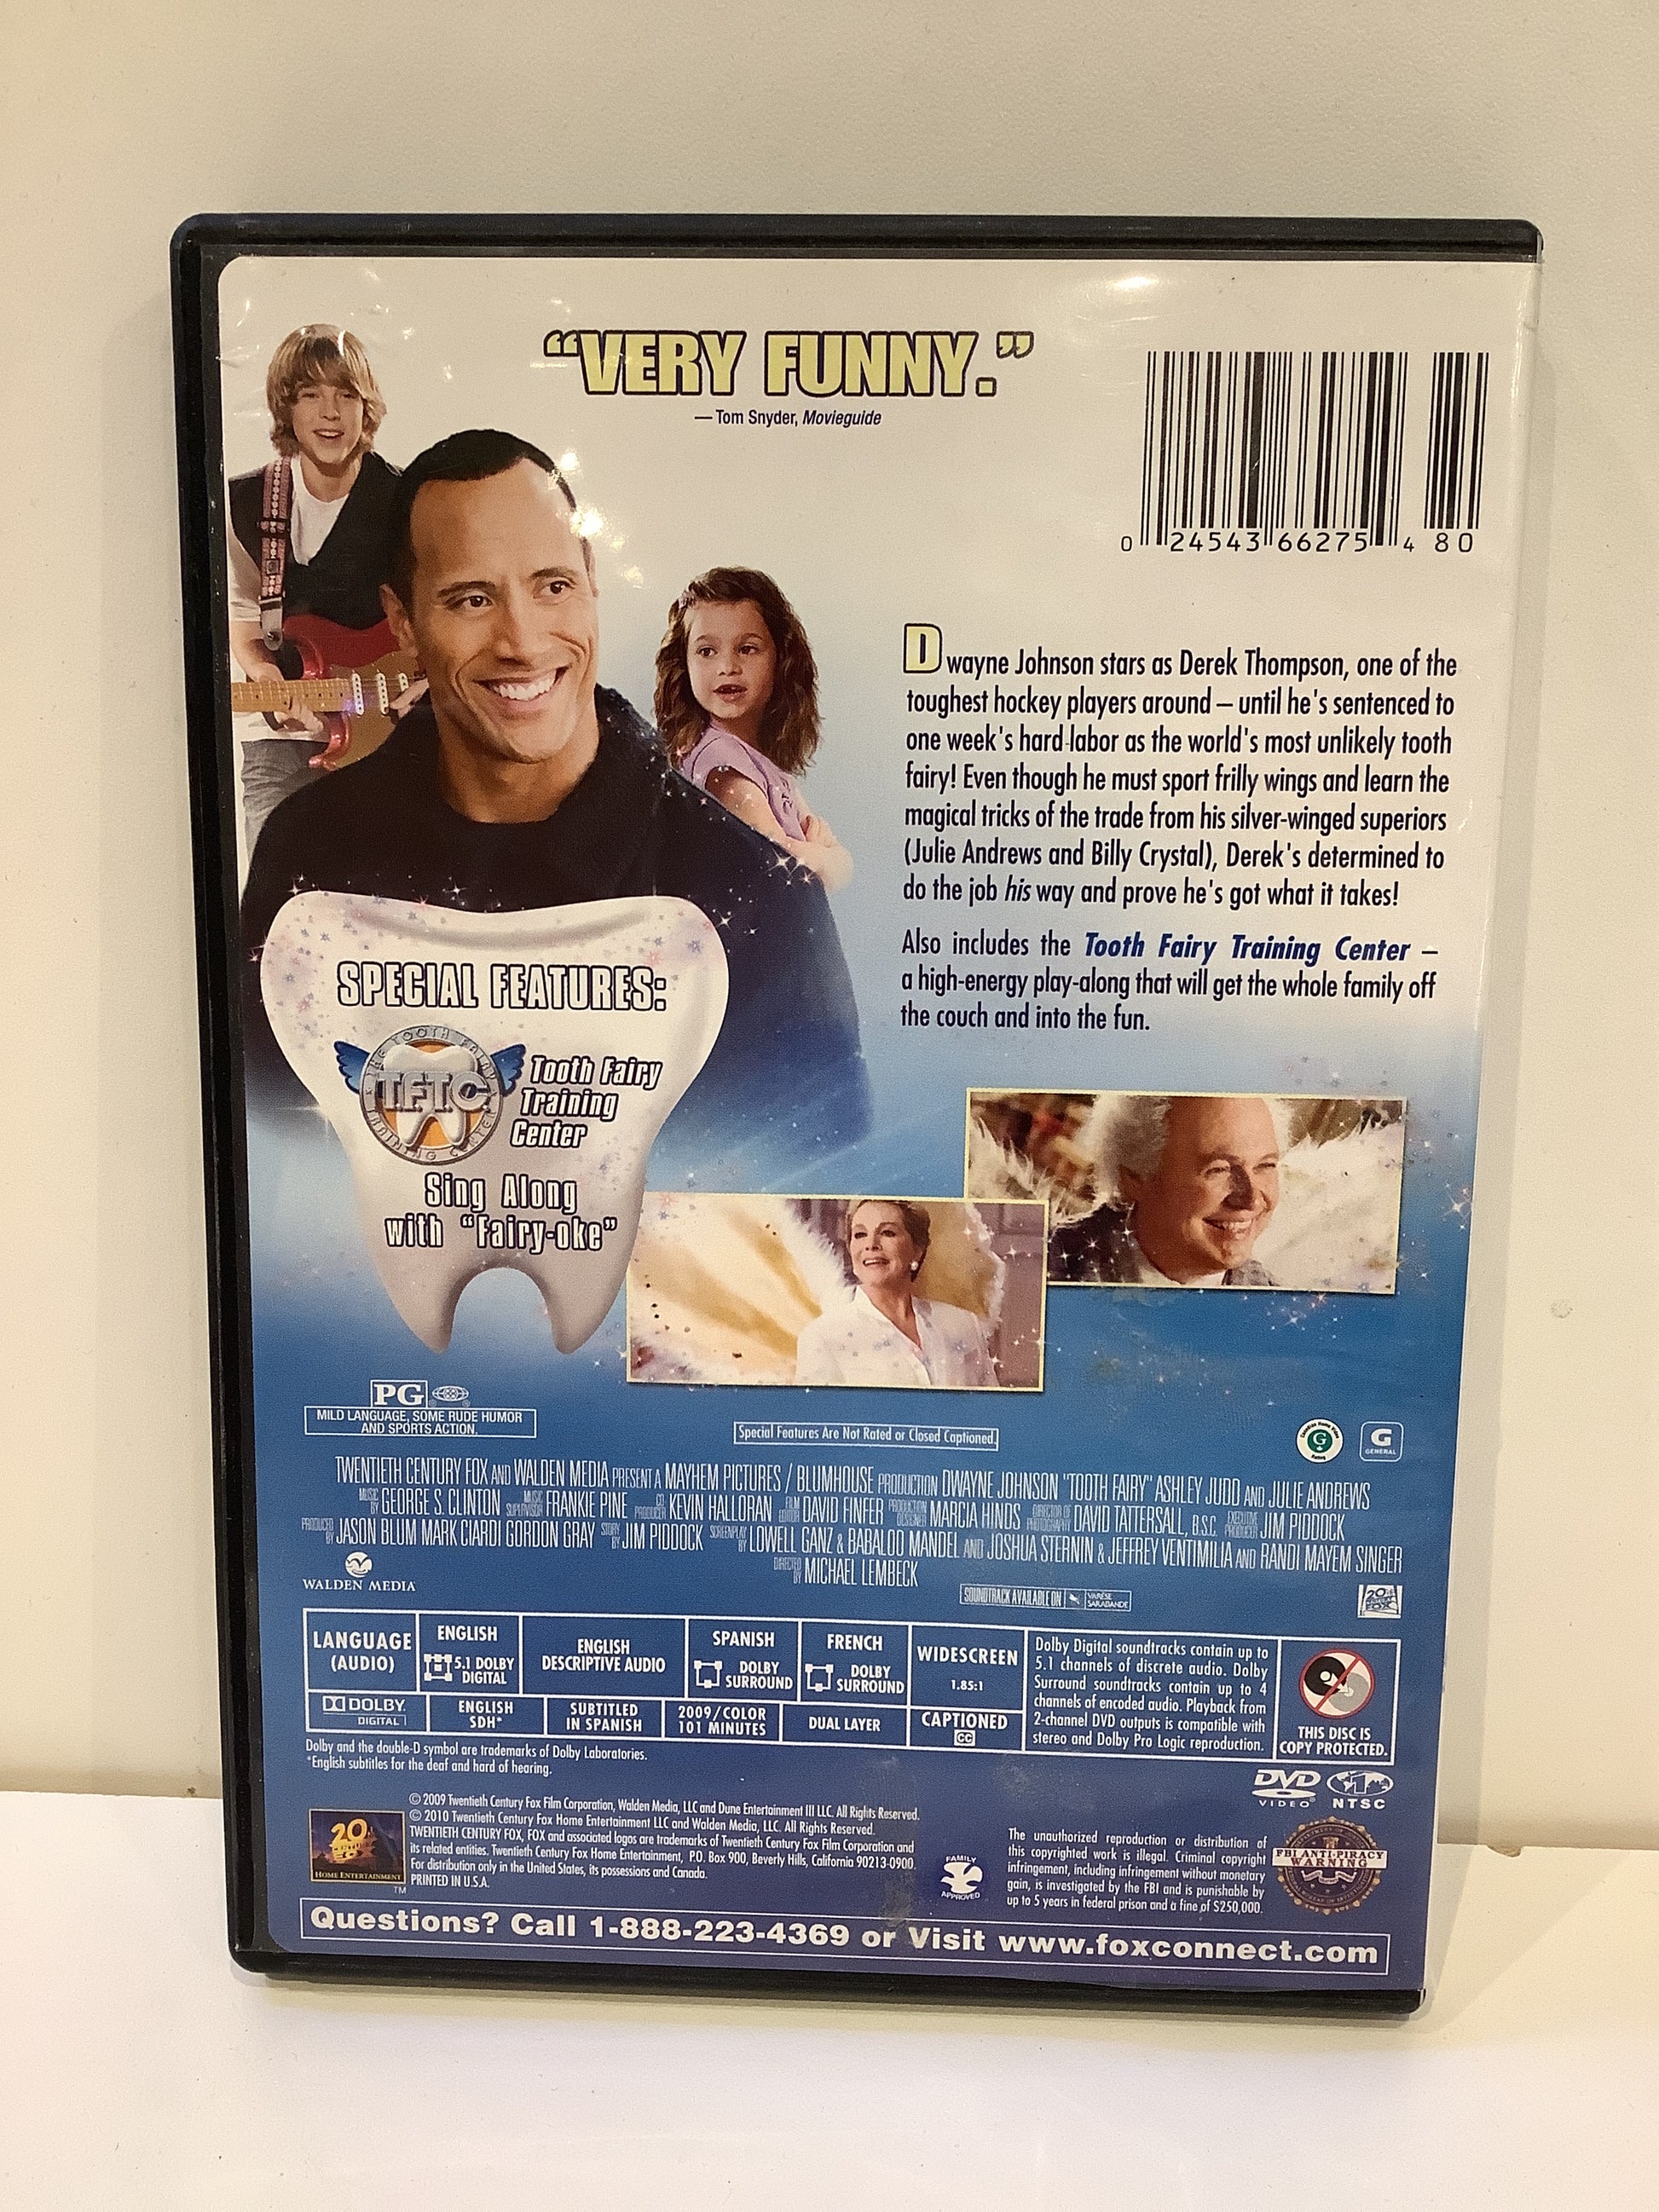 “VERY FUNNY.”
— Tom Snyder, Movieguide
0 24543 66275 4 80
Dwayne Johnson stars as Derek Thompson, one of the
toughest hockey players around – until he's sentenced to
one week's hard labor as the world's most unlikely tooth
fairy! Even though he must sport frilly wings and learn the
magical tricks of the trade from his silver-winged superiors
(Julie Andrews and Billy Crystal), Derek's determined to
do the job his way and prove he's got what it takes!
Also includes the Tooth Fairy Training Center –
a high-energy play-along that will get the whole family off
the couch and into the fun.
SPECIAL FEATURES:
THE TOOTH FAIRY
T.F.T.C.
TRAINING CENTER
Tooth Fairy
Training
Center
Sing Along
with “Fairy-oke”
PG
MILD LANGUAGE, SOME RUDE HUMOR
AND SPORTS ACTION.
Special Features Are Not Rated or Closed Captioned.
G
G
GENERAL
TWENTIETH CENTURY FOX AND WALDEN MEDIA PRESENT A MAYHEM PICTURES / BLUMHOUSE PRODUCTION DWAYNE JOHNSON "TOOTH FAIRY" ASHLEY JUDD AND JULIE ANDREWS
MUSIC BY GEORGE S. CLINTON MUSIC SUPERVISOR FRANKIE PINE CO PRODUCER KEVIN HALLORAN FILM EDITOR DAVID FINFER PRODUCTION DESIGNER MARCIA HINDS DIRECTOR OF PHOTOGRAPHY DAVID TATTERSALL, B.S.C. EXECUTIVE PRODUCER JIM PIDDOCK
PRODUCED BY JASON BLUM MARK CIARDI GORDON GRAY STORY BY JIM PIDDOCK SCREENPLAY BY LOWELL GANZ & BABALOO MANDEL AND JOSHUA STERNIN & JEFFREY VENTIMILIA AND RANDI MAYEM SINGER
DIRECTED BY MICHAEL LEMBECK
WALDEN MEDIA
SOUNDTRACK AVAILABLE ON VARÈSE SARABANDE
20th CENTURY FOX
LANGUAGE
(AUDIO)
ENGLISH
5.1 DOLBY
DIGITAL
ENGLISH
DESCRIPTIVE AUDIO
SPANISH
DOLBY
SURROUND
FRENCH
DOLBY
SURROUND
WIDESCREEN
1.85:1
DOLBY
DIGITAL
ENGLISH
SDH*
SUBTITLED
IN SPANISH
2009/COLOR
101 MINUTES
DUAL LAYER
CAPTIONED
CC
Dolby Digital soundtracks contain up to
5.1 channels of discrete audio. Dolby
Surround soundtracks contain up to 4
channels of encoded audio. Playback from
2-channel DVD outputs is compatible with
stereo and Dolby Pro Logic reproduction.
THIS DISC IS
COPY PROTECTED.
Dolby and the double-D symbol are trademarks of Dolby Laboratories.
*English subtitles for the deaf and hard of hearing.
DVD
VIDEO
1
NTSC
20th CENTURY FOX
HOME ENTERTAINMENT
TM
© 2009 Twentieth Century Fox Film Corporation, Walden Media, LLC and Dune Entertainment III LLC. All Rights Reserved.
© 2010 Twentieth Century Fox Home Entertainment LLC and Walden Media, LLC. All Rights Reserved.
TWENTIETH CENTURY FOX, FOX and associated logos are trademarks of Twentieth Century Fox Film Corporation and
its related entities. Twentieth Century Fox Home Entertainment, P.O. Box 900, Beverly Hills, California 90213-0900.
For distribution only in the United States, its possessions and Canada.
PRINTED IN U.S.A.
FAMILY
APPROVED
The unauthorized reproduction or distribution of
this copyrighted work is illegal. Criminal copyright
infringement, including infringement without monetary
gain, is investigated by the FBI and is punishable by
up to 5 years in federal prison and a fine of $250,000.
FBI ANTI-PIRACY
WARNING
Questions? Call 1-888-223-4369 or Visit www.foxconnect.com